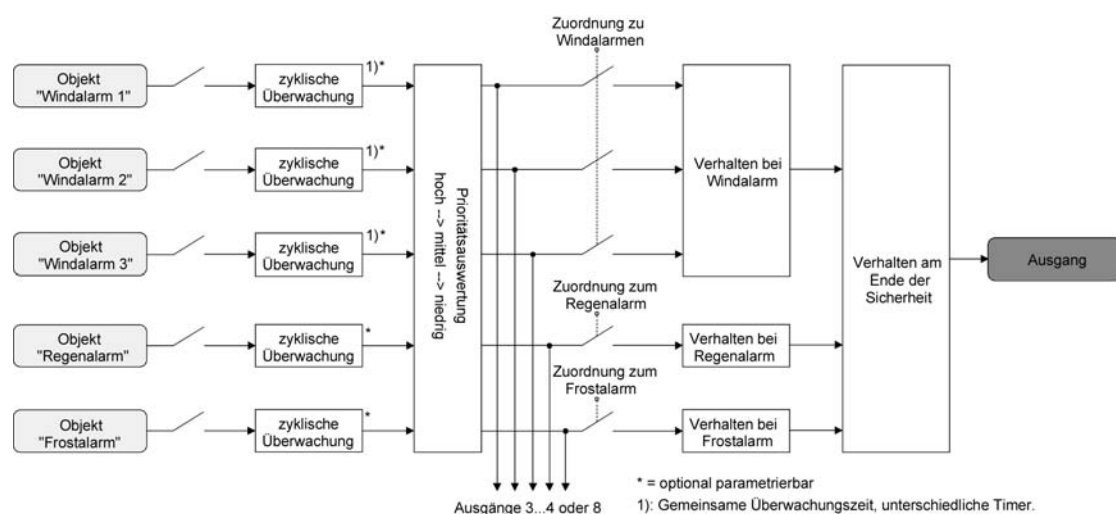 Zuordnung zu
Windalarmen
Objekt
"Windalarm 1"
zyklische
Überwachung
1)*
Objekt
"Windalarm 2"
zyklische
Überwachung
1)*
Prioritätsauswertung
hoch --> mittel --> niedrig
Verhalten bei
Windalarm
Objekt
"Windalarm 3"
zyklische
Überwachung
1)*
Verhalten am
Ende der
Sicherheit
Ausgang
Zuordnung zum
Regenalarm
Objekt
"Regenalarm"
zyklische
Überwachung
*
Verhalten bei
Regenalarm
Zuordnung zum
Frostalarm
Objekt
"Frostalarm"
zyklische
Überwachung
*
Verhalten bei
Frostalarm
* = optional parametrierbar
Ausgänge 3...4 oder 8
1): Gemeinsame Überwachungszeit, unterschiedliche Timer.